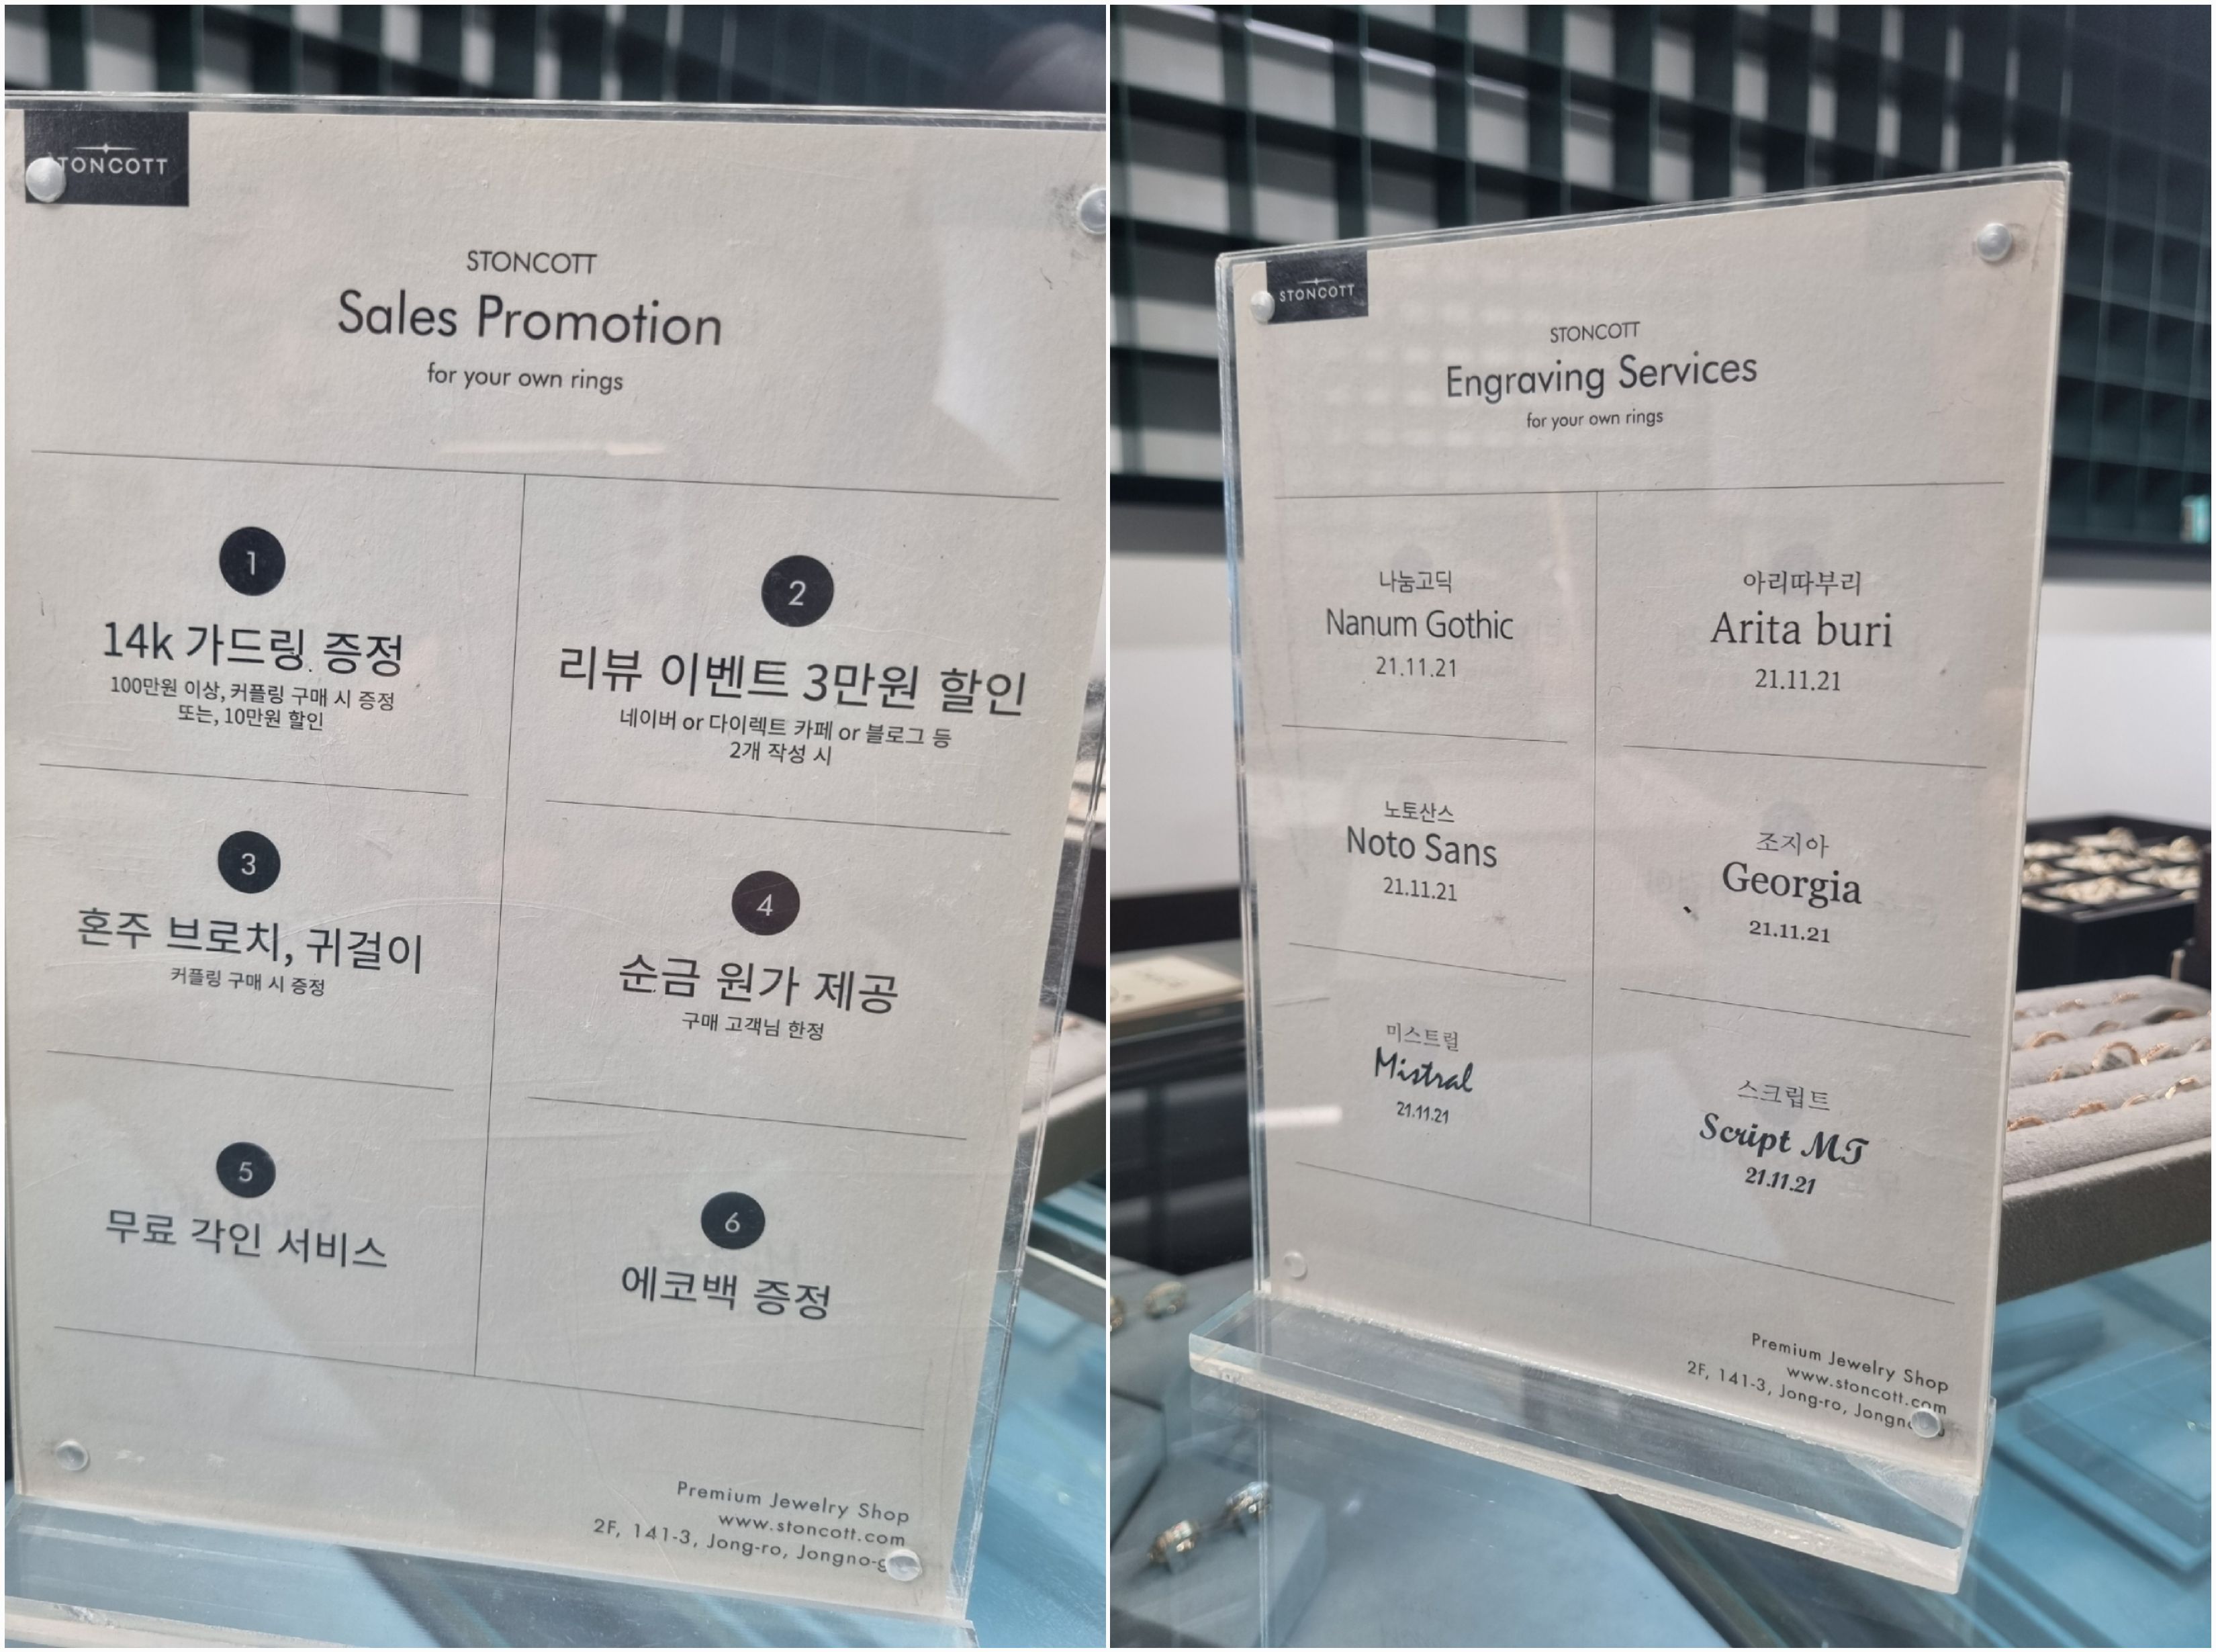 STONCOTT
Sales Promotion
for your own rings
1
14k 가드링 증정
100만원 이상, 커플링 구매 시 증정
또는, 10만원 할인
2
리뷰 이벤트 3만원 할인
네이버 or 다이렉트 카페 or 블로그 등
2개 작성 시
3
혼주 브로치, 귀걸이
커플링 구매 시 증정
4
순금 원가 제공
구매 고객님 한정
5
무료 각인 서비스
6
에코백 증정
Premium Jewelry Shop
www.stoncott.com
2F, 141-3, Jong-ro,
STONCOTT
STONCOTT
Engraving Services
for your own rings
나눔고딕
Nanum Gothic
21.11.21
아리따부리
Arita buri
21.11.21
노토산스
Noto Sans
21.11.21
조지아
Georgia
21.11.21
미스트럴
Mistral
21.11.21
스크립트
Script MT
21.11.21
Premium Jewelry Shop
www.stoncott.com
2F, 141-3, Jong-ro,